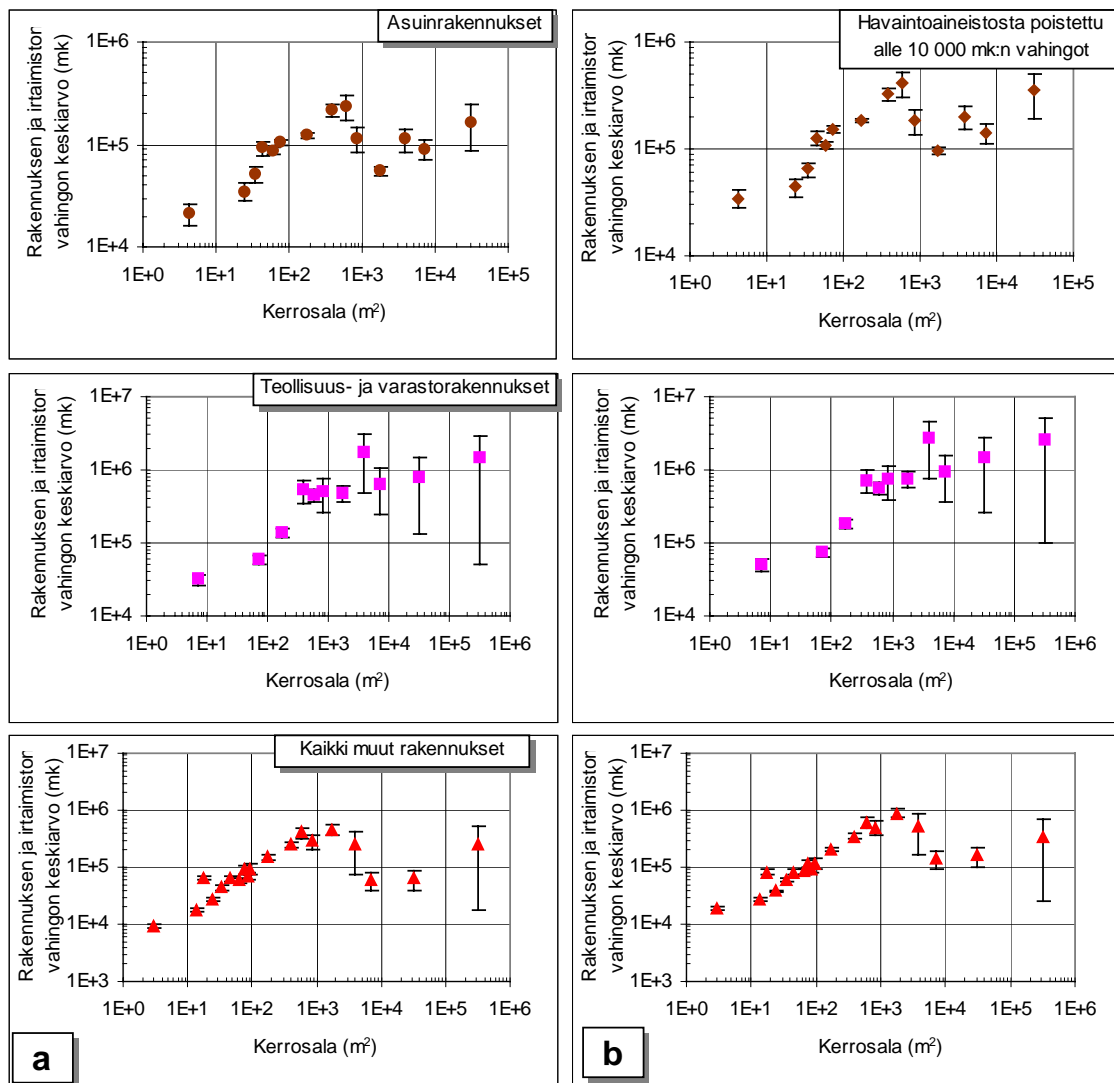 Asuinrakennukset
Rakennuksen ja irtaimiston
vahingon keskiarvo (mk)
1E+6
1E+5
1E+4
1E+0 1E+1 1E+2 1E+3 1E+4 1E+5
Kerrosala (m²)
Havaintoaineistosta poistettu
alle 10 000 mk:n vahingot
Rakennuksen ja irtaimiston
vahingon keskiarvo (mk)
1E+6
1E+5
1E+4
1E+0 1E+1 1E+2 1E+3 1E+4 1E+5
Kerrosala (m²)
Teollisuus- ja varastorakennukset
Rakennuksen ja irtaimiston
vahingon keskiarvo (mk)
1E+7
1E+6
1E+5
1E+4
1E+0 1E+1 1E+2 1E+3 1E+4 1E+5 1E+6
Kerrosala (m²)
Rakennuksen ja irtaimiston
vahingon keskiarvo (mk)
1E+7
1E+6
1E+5
1E+4
1E+0 1E+1 1E+2 1E+3 1E+4 1E+5 1E+6
Kerrosala (m²)
Kaikki muut rakennukset
Rakennuksen ja irtaimiston
vahingon keskiarvo (mk)
1E+7
1E+6
1E+5
1E+4
1E+3
1E+0 1E+1 1E+2 1E+3 1E+4 1E+5 1E+6
Kerrosala (m²)
a
Rakennuksen ja irtaimiston
vahingon keskiarvo (mk)
1E+7
1E+6
1E+5
1E+4
1E+3
1E+0 1E+1 1E+2 1E+3 1E+4 1E+5 1E+6
Kerrosala (m²)
b